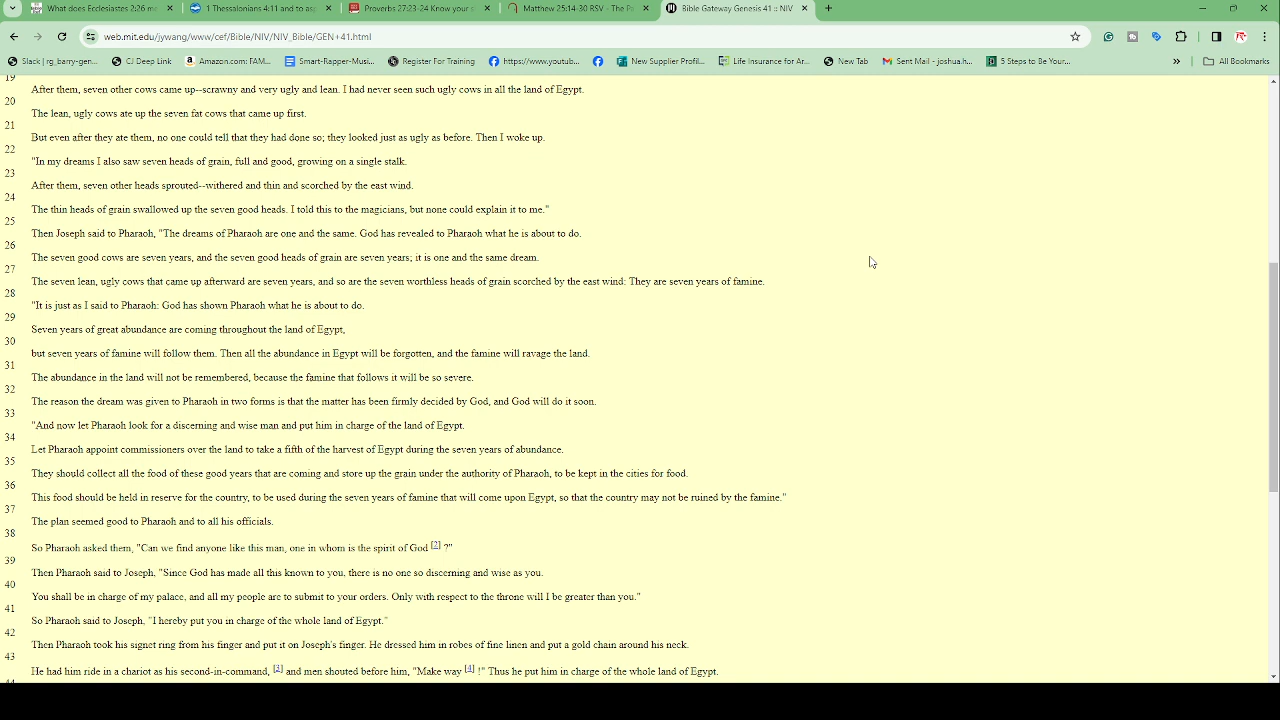 What does Ecclesiastes 2:26 me
1 Thessalonians 4:11 and to asp
Proverbs 27:23-24 Know your s
Matthew 25:14-30 RSV - The Pa
Bible Gateway Genesis 41 :: NIV
web.mit.edu/jywang/www/cef/Bible/NIV/NIV_Bible/GEN+41.html
Slack | rg_barry-gen... CJ Deep Link Amazon.com: FAM... Smart-Rapper-Musi... Register For Training https://www.youtub... New Supplier Profil... Life Insurance for Ar... New Tab Sent Mail - joshua.h... 5 Steps to Be Your... » All Bookmarks
19
After them, seven other cows came up--scrawny and very ugly and lean. I had never seen such ugly cows in all the land of Egypt.
20
The lean, ugly cows ate up the seven fat cows that came up first.
21
But even after they ate them, no one could tell that they had done so; they looked just as ugly as before. Then I woke up.
22
"In my dreams I also saw seven heads of grain, full and good, growing on a single stalk.
23
After them, seven other heads sprouted--withered and thin and scorched by the east wind.
24
The thin heads of grain swallowed up the seven good heads. I told this to the magicians, but none could explain it to me."
25
Then Joseph said to Pharaoh, "The dreams of Pharaoh are one and the same. God has revealed to Pharaoh what he is about to do.
26
The seven good cows are seven years, and the seven good heads of grain are seven years; it is one and the same dream.
27
The seven lean, ugly cows that came up afterward are seven years, and so are the seven worthless heads of grain scorched by the east wind: They are seven years of famine.
28
"It is just as I said to Pharaoh: God has shown Pharaoh what he is about to do.
29
Seven years of great abundance are coming throughout the land of Egypt,
30
but seven years of famine will follow them. Then all the abundance in Egypt will be forgotten, and the famine will ravage the land.
31
The abundance in the land will not be remembered, because the famine that follows it will be so severe.
32
The reason the dream was given to Pharaoh in two forms is that the matter has been firmly decided by God, and God will do it soon.
33
"And now let Pharaoh look for a discerning and wise man and put him in charge of the land of Egypt.
34
Let Pharaoh appoint commissioners over the land to take a fifth of the harvest of Egypt during the seven years of abundance.
35
They should collect all the food of these good years that are coming and store up the grain under the authority of Pharaoh, to be kept in the cities for food.
36
This food should be held in reserve for the country, to be used during the seven years of famine that will come upon Egypt, so that the country may not be ruined by the famine."
37
The plan seemed good to Pharaoh and to all his officials.
38
So Pharaoh asked them, "Can we find anyone like this man, one in whom is the spirit of God [2] ?"
39
Then Pharaoh said to Joseph, "Since God has made all this known to you, there is no one so discerning and wise as you.
40
You shall be in charge of my palace, and all my people are to submit to your orders. Only with respect to the throne will I be greater than you."
41
So Pharaoh said to Joseph, "I hereby put you in charge of the whole land of Egypt."
42
Then Pharaoh took his signet ring from his finger and put it on Joseph's finger. He dressed him in robes of fine linen and put a gold chain around his neck.
43
He had him ride in a chariot as his second-in-command, [3] and men shouted before him, "Make way [4] !" Thus he put him in charge of the whole land of Egypt.